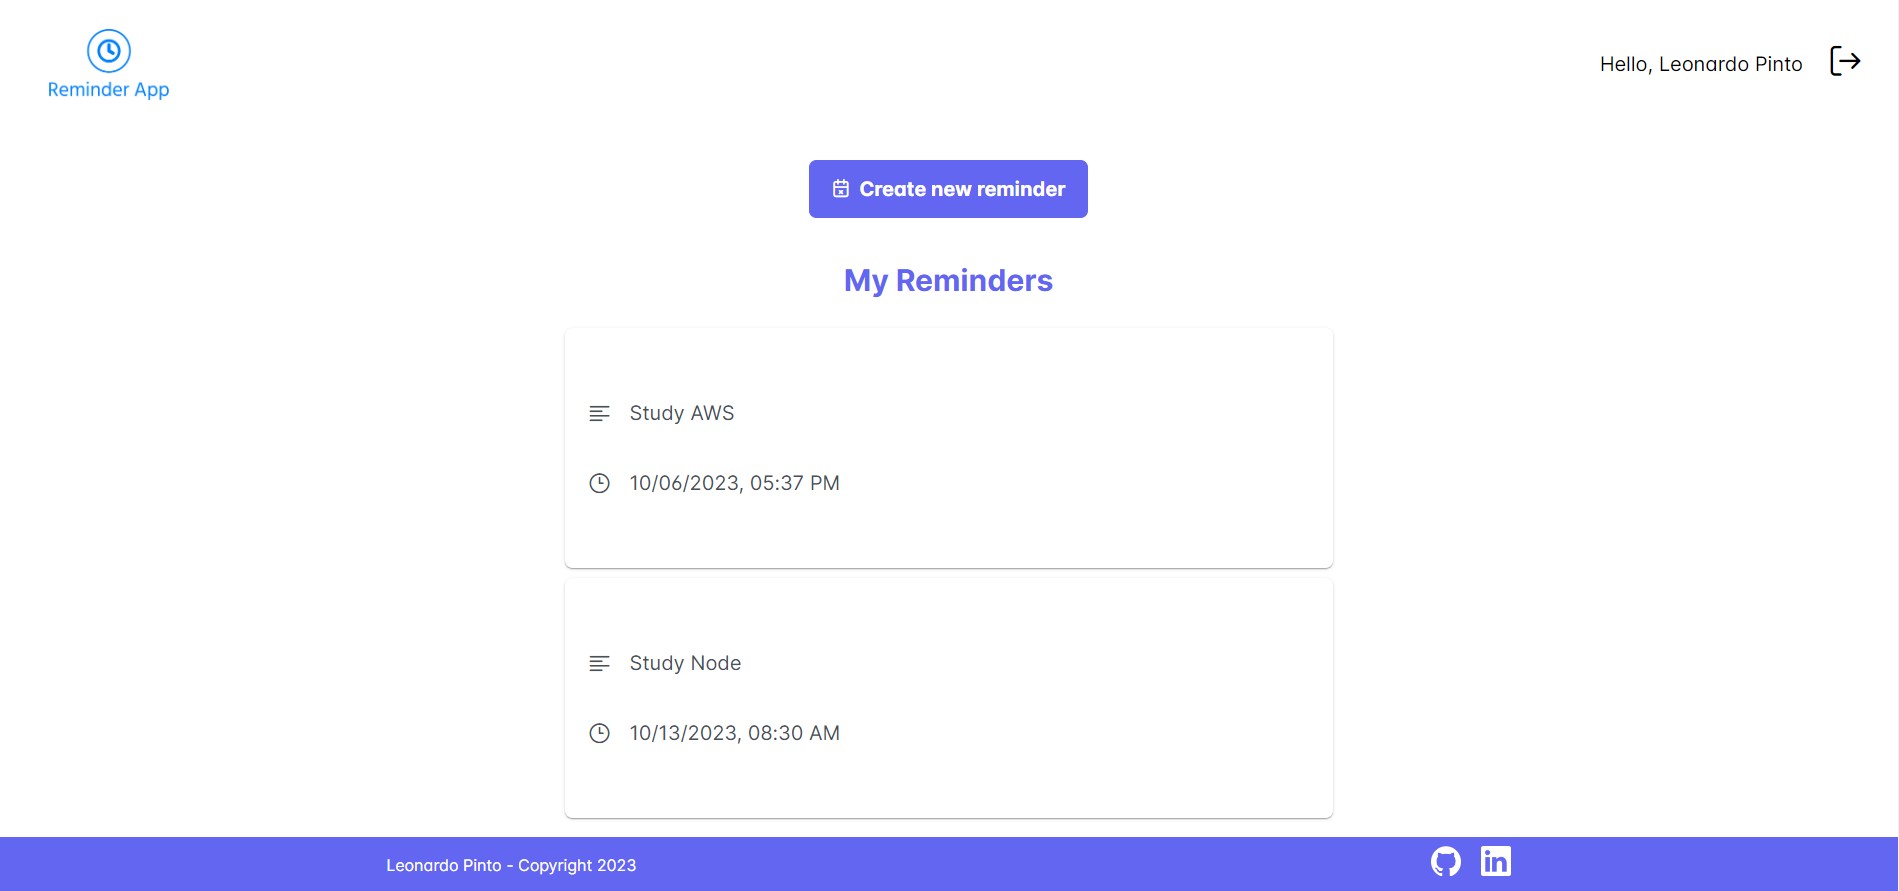 Reminder App
Hello, Leonardo Pinto
Create new reminder
My Reminders
Study AWS
10/06/2023, 05:37 PM
Study Node
10/13/2023, 08:30 AM
Leonardo Pinto - Copyright 2023
in